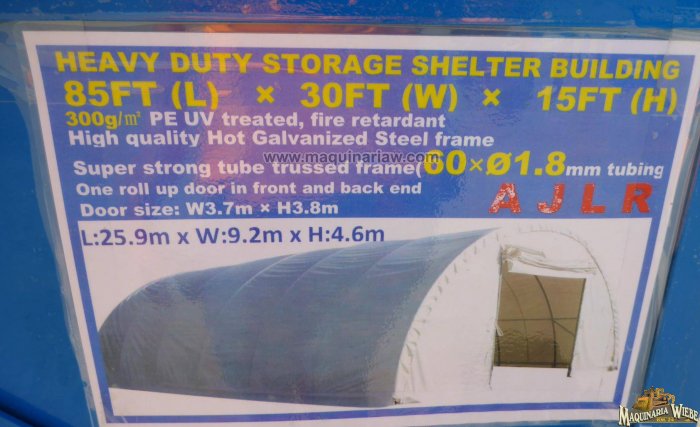 HEAVY DUTY STORAGE SHELTER BUILDING
85FT (L) × 30FT (W) × 15FT (H)
300g/㎡ PE UV treated, fire retardant
High quality Hot Galvanized Steel frame
www.maquinariaw.com
Super strong tube trussed frame(60×Ø1.8mm tubing
One roll up door in front and back end
Door size: W3.7m × H3.8m
AJLR
L:25.9m x W:9.2m x H:4.6m
MAQUINARIA WIEBE